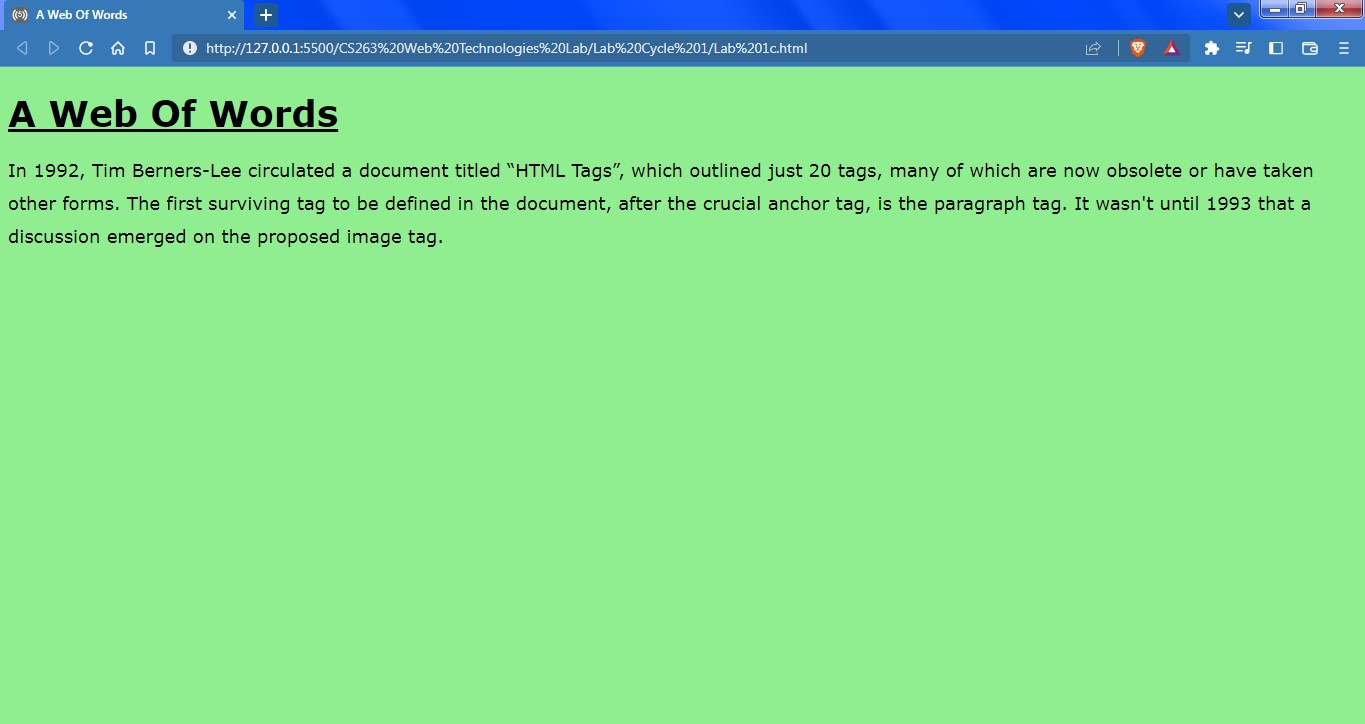 A Web Of Words
http://127.0.0.1:5500/CS263%20Web%20Technologies%20Lab/Lab%20Cycle%201/Lab%201c.html
A Web Of Words
In 1992, Tim Berners-Lee circulated a document titled “HTML Tags”, which outlined just 20 tags, many of which are now obsolete or have taken
other forms. The first surviving tag to be defined in the document, after the crucial anchor tag, is the paragraph tag. It wasn't until 1993 that a
discussion emerged on the proposed image tag.